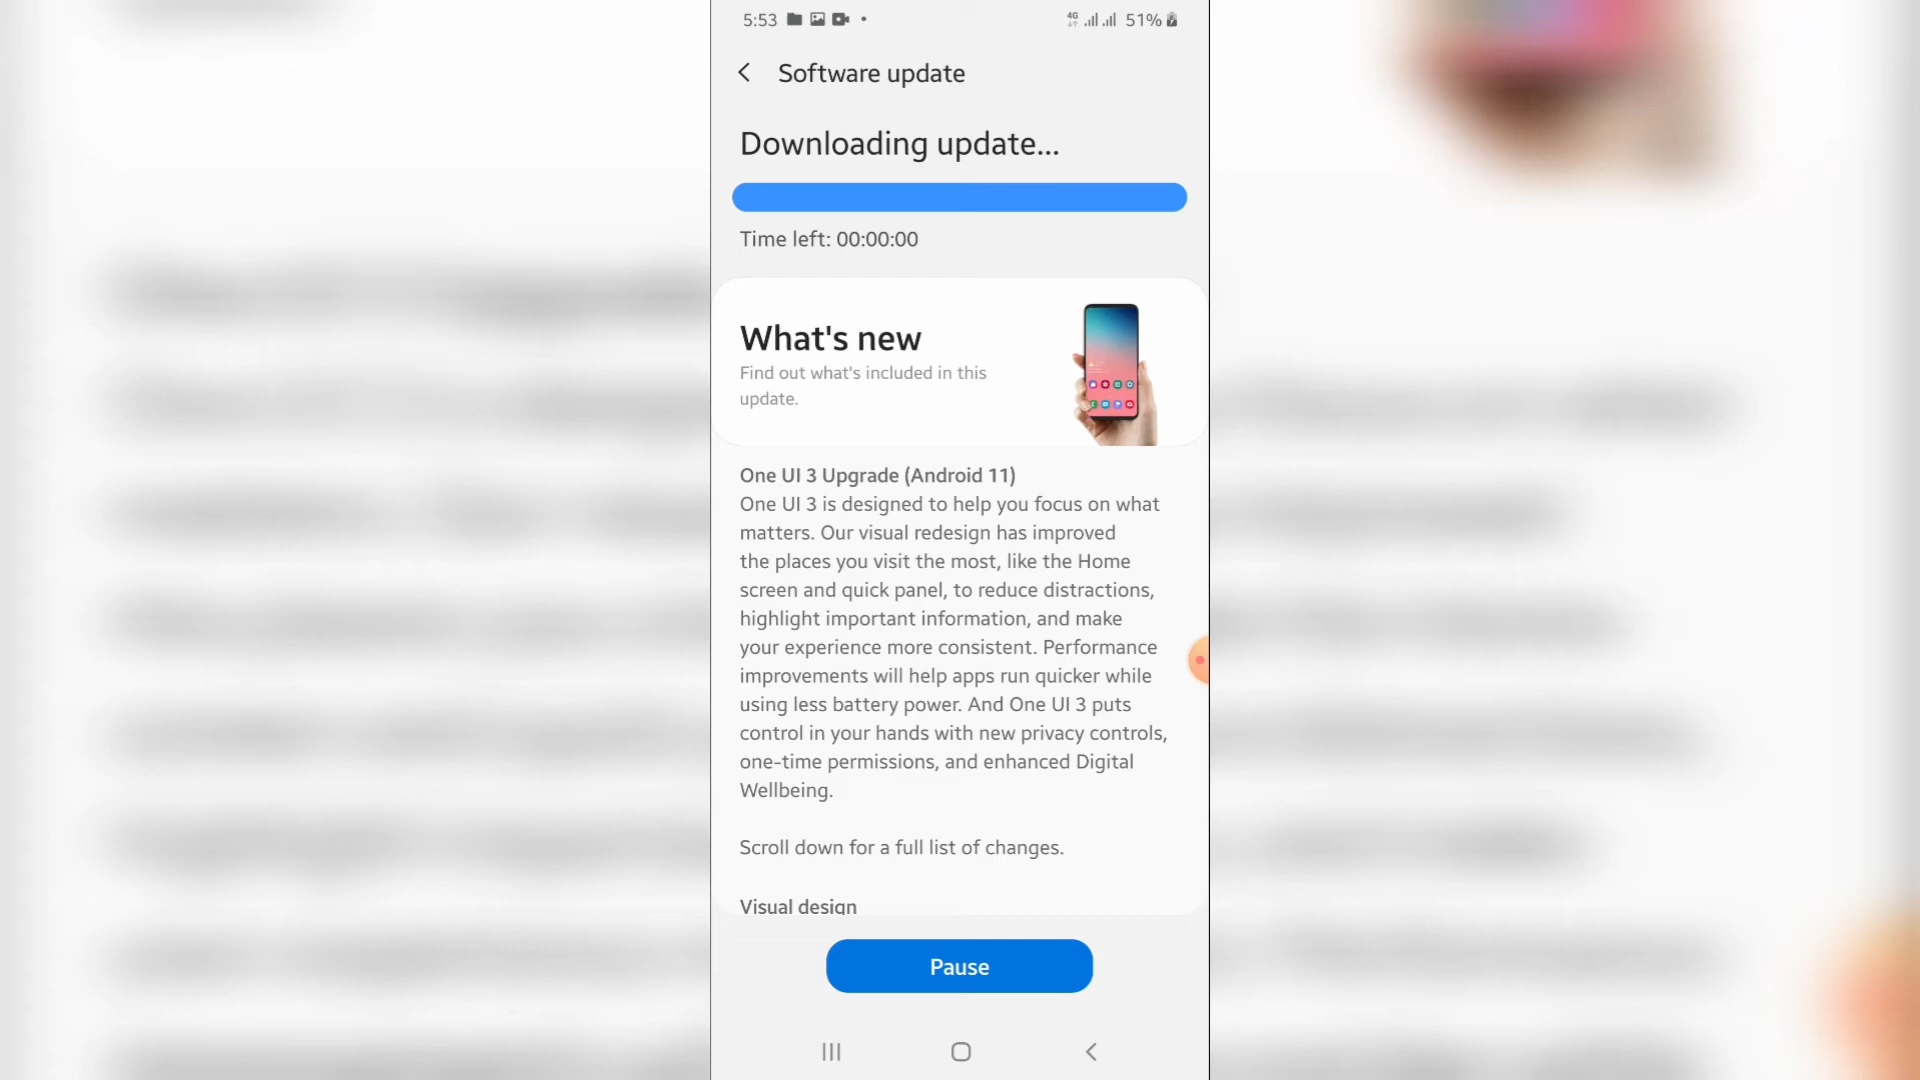 5:53
4G
51%
Software update
Downloading update...
Time left: 00:00:00
What's new
Find out what's included in this
update.
One UI 3 Upgrade (Android 11)
One UI 3 is designed to help you focus on what
matters. Our visual redesign has improved
the places you visit the most, like the Home
screen and quick panel, to reduce distractions,
highlight important information, and make
your experience more consistent. Performance
improvements will help apps run quicker while
using less battery power. And One UI 3 puts
control in your hands with new privacy controls,
one-time permissions, and enhanced Digital
Wellbeing.
Scroll down for a full list of changes.
Visual design
Pause